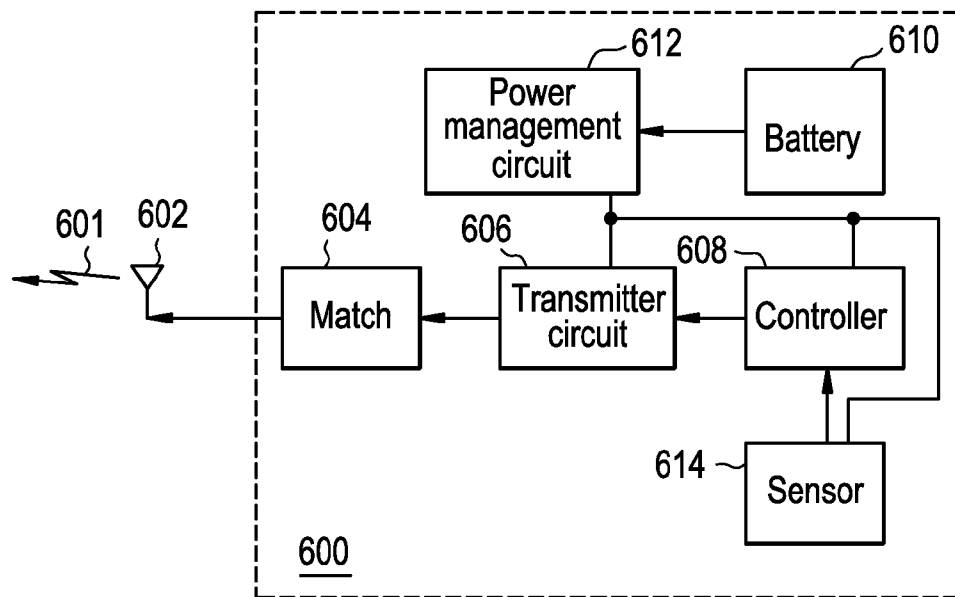 612
610
Power
management
circuit
Battery
601
602
604
606
608
Match
Transmitter
circuit
Controller
614
Sensor
600